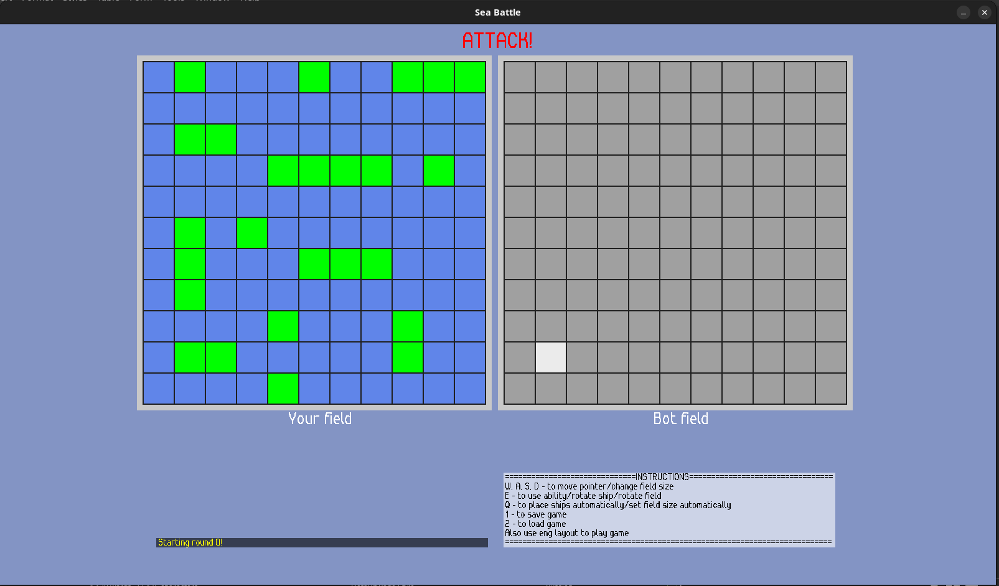 Sea Battle
ATTACK!
Your field
Bot field
=============================INSTRUCTIONS================================
W, A, S, D - to move pointer/change field size
E - to use ability/rotate ship/rotate field
Q - to place ships automatically/set field size automatically
1 - to save game
2 - to load game
Also use eng layout to play game
===========================================================================
Starting round 0!